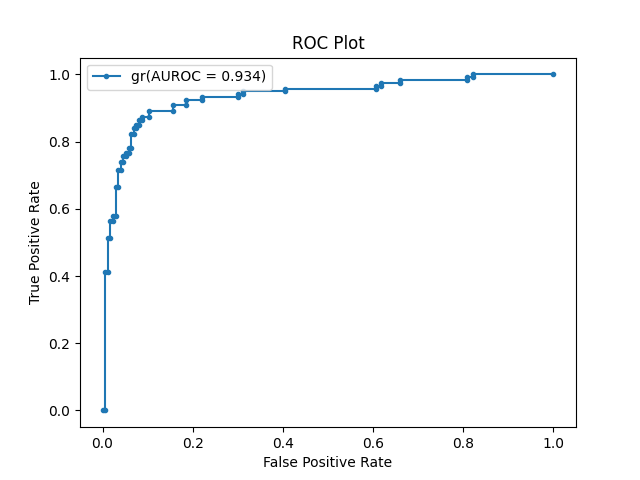 ROC Plot
gr(AUROC = 0.934)
True Positive Rate
1.0
0.8
0.6
0.4
0.2
0.0
0.0 0.2 0.4 0.6 0.8 1.0
False Positive Rate